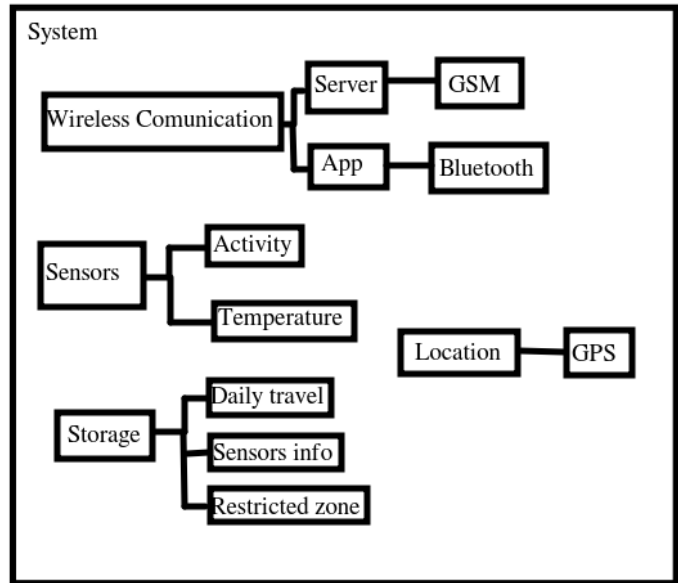 System
Wireless Comunication
Server
GSM
App
Bluetooth
Sensors
Activity
Temperature
Location
GPS
Storage
Daily travel
Sensors info
Restricted zone